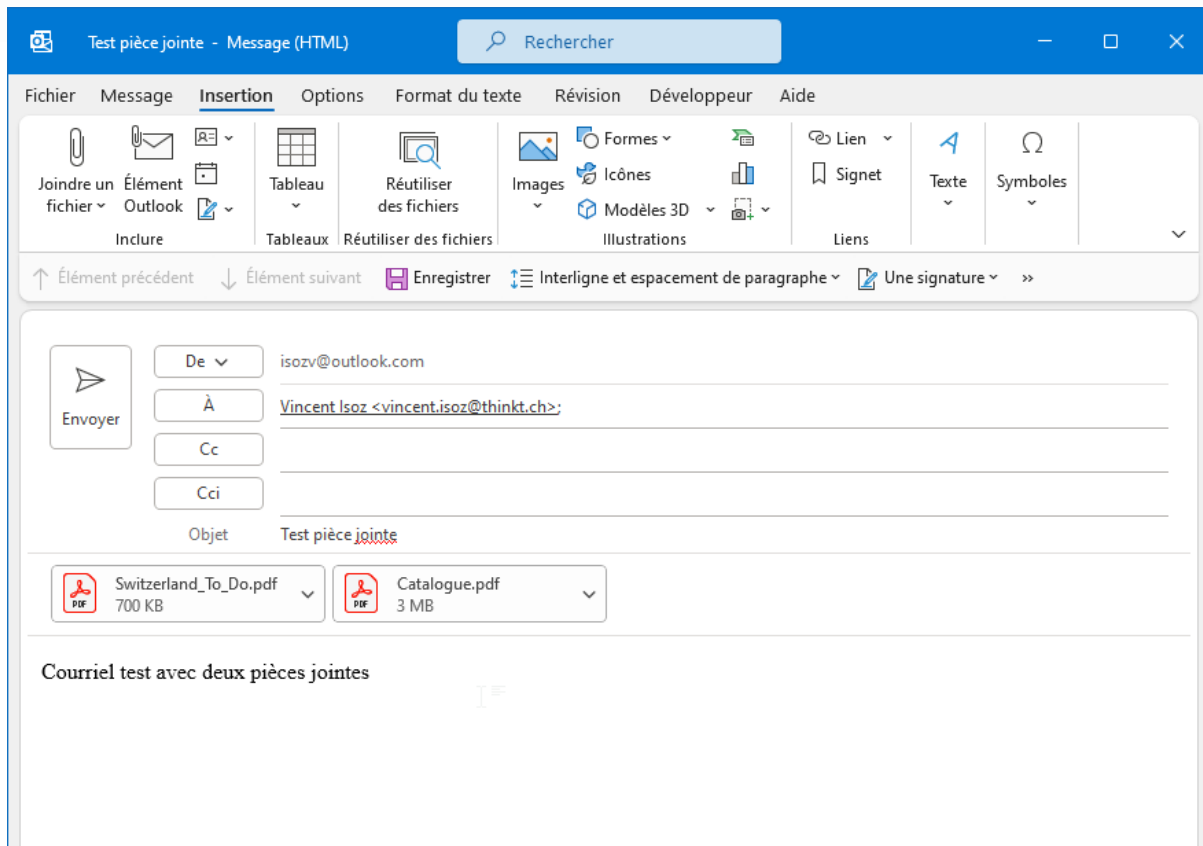 Test pièce jointe - Message (HTML)
Rechercher
Fichier Message Insertion Options Format du texte Révision Développeur Aide
Joindre un fichier
Élément Outlook
Inclure
Tableau
Tableaux
Réutiliser des fichiers
Réutiliser des fichiers
Images
Formes
Icônes
Modèles 3D
Illustrations
Lien
Signet
Liens
Texte
Symboles
Élément précédent Élément suivant Enregistrer Interligne et espacement de paragraphe Une signature »
Envoyer
De isozv@outlook.com
À Vincent Isoz <vincent.isoz@thinkt.ch>;
Cc
Cci
Objet Test pièce jointe
PDF Switzerland_To_Do.pdf
700 KB
PDF Catalogue.pdf
3 MB
Courriel test avec deux pièces jointes